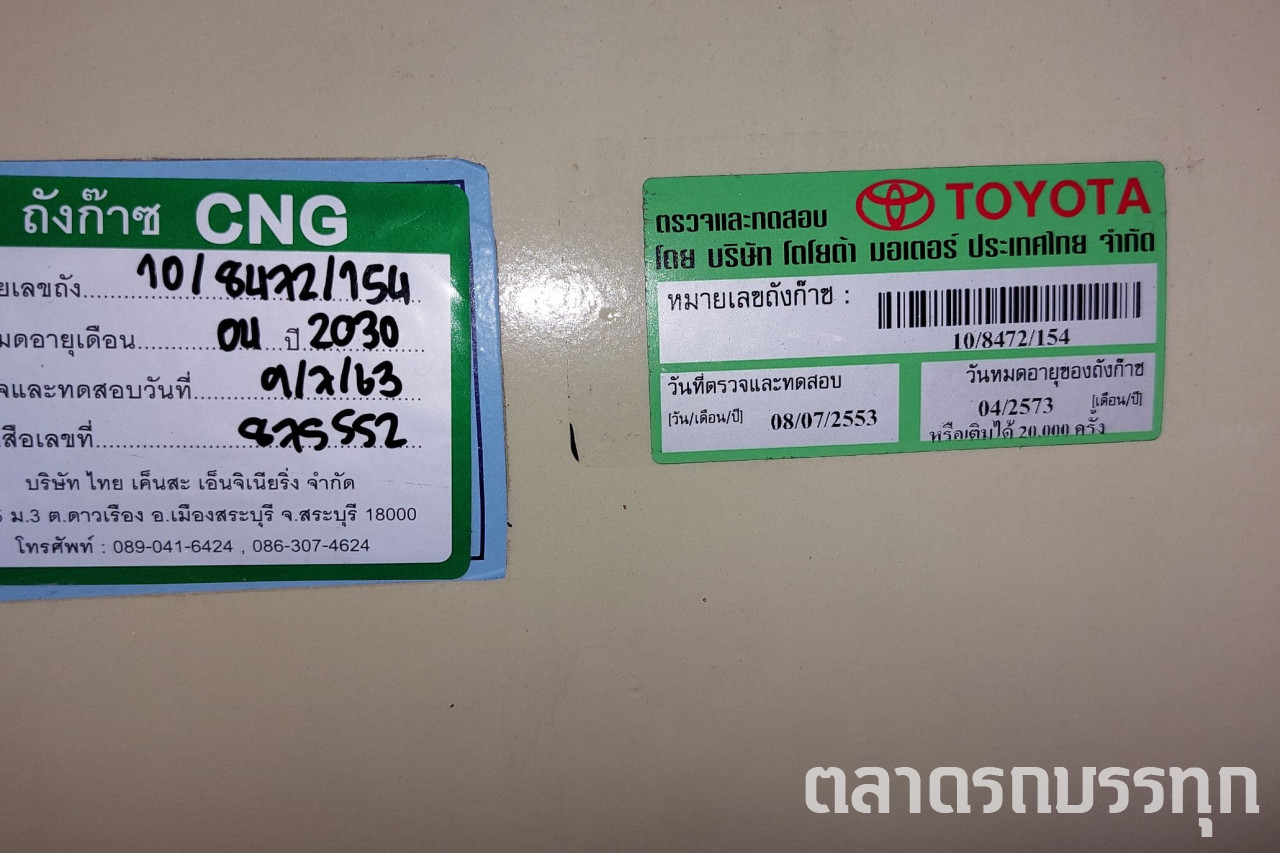 ถังก๊าซ CNG
ยเลขถัง 10/8472/154
มดอายุเดือน 04 ปี 2030
จและทดสอบวันที่ 9/7/63
สือเลขที่ 875552
บริษัท ไทย เค็นสะ เอ็นจิเนียริ่ง จำกัด
ม.3 ต.ดาวเรือง อ.เมืองสระบุรี จ.สระบุรี 18000
โทรศัพท์ : 089-041-6424 , 086-307-4624
ตรวจและทดสอบ TOYOTA
โดย บริษัท โตโยต้า มอเตอร์ ประเทศไทย จำกัด
หมายเลขถังก๊าซ :
10/8472/154
วันที่ตรวจและทดสอบ
[วัน/เดือน/ปี] 08/07/2553
วันหมดอายุของถังก๊าซ
04/2573 [เดือน/ปี]
หรือเติมได้ 20,000 ครั้ง
ตลาดรถบรรทุก